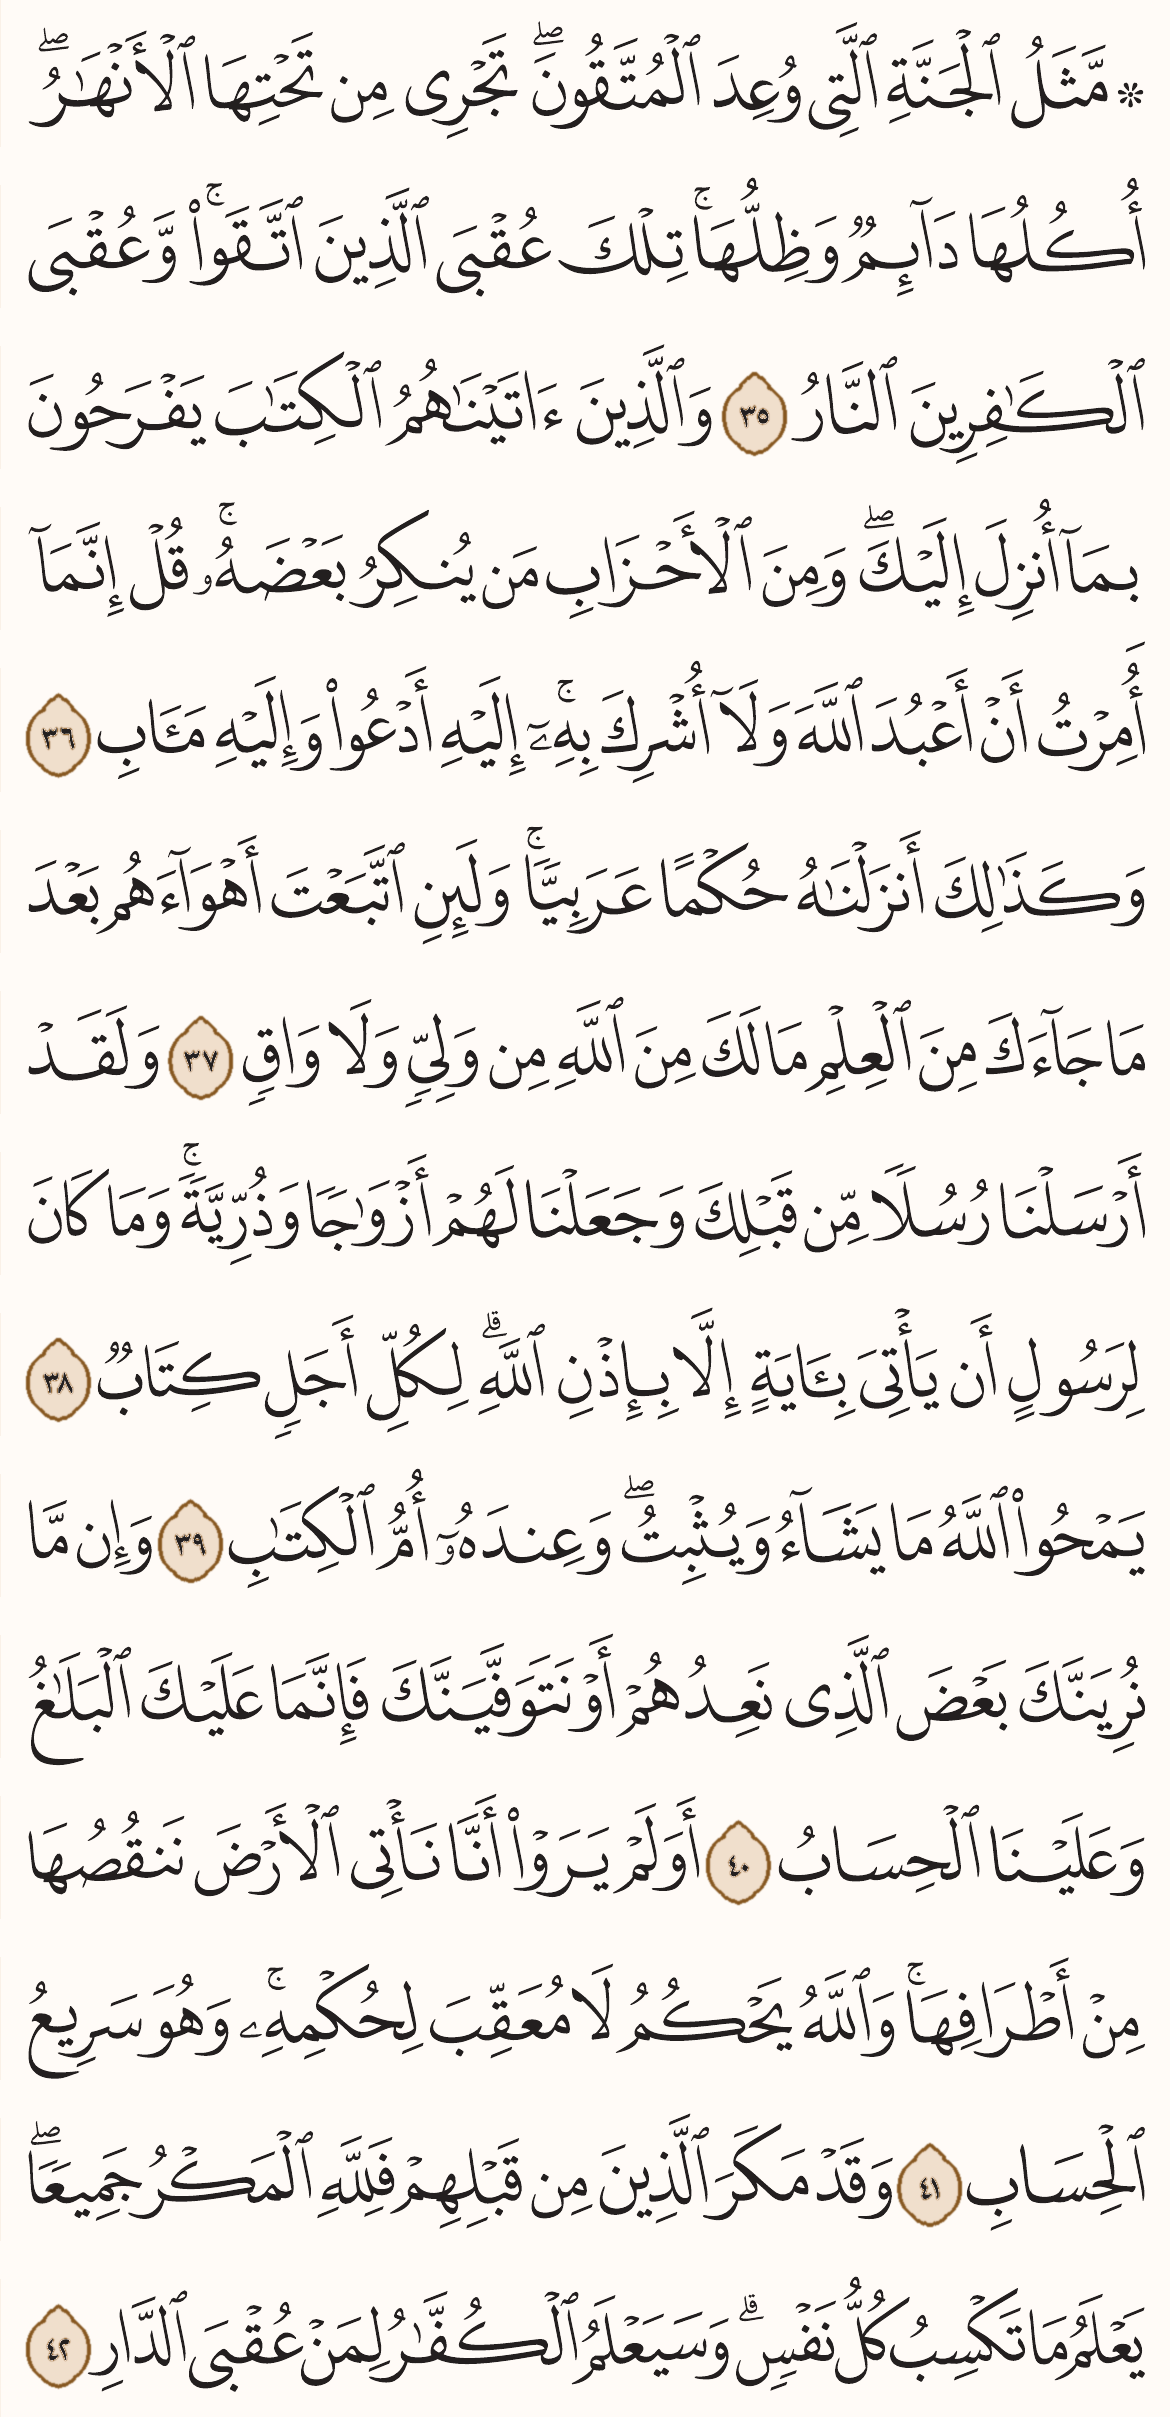 ۞ مَّثَلُ ٱلْجَنَّةِ ٱلَّتِى وُعِدَ ٱلْمُتَّقُونَ ۖ تَجْرِى مِن تَحْتِهَا ٱلْأَنْهَـٰرُ ۖ
أُكُلُهَا دَآئِمٌ وَظِلُّهَا ۚ تِلْكَ عُقْبَى ٱلَّذِينَ ٱتَّقَوا۟ ۖ وَّعُقْبَى
ٱلْكَـٰفِرِينَ ٱلنَّارُ ٣٥ وَٱلَّذِينَ ءَاتَيْنَـٰهُمُ ٱلْكِتَـٰبَ يَفْرَحُونَ
بِمَآ أُنزِلَ إِلَيْكَ ۖ وَمِنَ ٱلْأَحْزَابِ مَن يُنكِرُ بَعْضَهُۥ ۚ قُلْ إِنَّمَآ
أُمِرْتُ أَنْ أَعْبُدَ ٱللَّهَ وَلَآ أُشْرِكَ بِهِۦٓ ۚ إِلَيْهِ أَدْعُوا۟ وَإِلَيْهِ مَـَٔابِ ٣٦
وَكَذَٰلِكَ أَنزَلْنَـٰهُ حُكْمًا عَرَبِيًّا ۚ وَلَئِنِ ٱتَّبَعْتَ أَهْوَآءَهُم بَعْدَ
مَا جَآءَكَ مِنَ ٱلْعِلْمِ مَا لَكَ مِنَ ٱللَّهِ مِن وَلِىٍّ وَلَا وَاقٍ ٣٧ وَلَقَدْ
أَرْسَلْنَا رُسُلًا مِّن قَبْلِكَ وَجَعَلْنَا لَهُمْ أَزْوَٰجًا وَذُرِّيَّةً ۚ وَمَا كَانَ
لِرَسُولٍ أَن يَأْتِىَ بِـَٔايَةٍ إِلَّا بِإِذْنِ ٱللَّهِ ۗ لِكُلِّ أَجَلٍ كِتَابٌ ٣٨
يَمْحُوا۟ ٱللَّهُ مَا يَشَآءُ وَيُثْبِتُ ۖ وَعِندَهُۥٓ أُمُّ ٱلْكِتَـٰبِ ٣٩ وَإِن مَّا
نُرِيَنَّكَ بَعْضَ ٱلَّذِى نَعِدُهُمْ أَوْ نَتَوَفَّيَنَّكَ فَإِنَّمَا عَلَيْكَ ٱلْبَلَـٰغُ
وَعَلَيْنَا ٱلْحِسَابُ ٤٠ أَوَلَمْ يَرَوْا۟ أَنَّا نَأْتِى ٱلْأَرْضَ نَنقُصُهَا
مِنْ أَطْرَافِهَا ۚ وَٱللَّهُ يَحْكُمُ لَا مُعَقِّبَ لِحُكْمِهِۦ ۚ وَهُوَ سَرِيعُ
ٱلْحِسَابِ ٤١ وَقَدْ مَكَرَ ٱلَّذِينَ مِن قَبْلِهِمْ فَلِلَّهِ ٱلْمَكْرُ جَمِيعًا ۖ
يَعْلَمُ مَا تَكْسِبُ كُلُّ نَفْسٍ ۗ وَسَيَعْلَمُ ٱلْكُفَّـٰرُ لِمَنْ عُقْبَى ٱلدَّارِ ٤٢